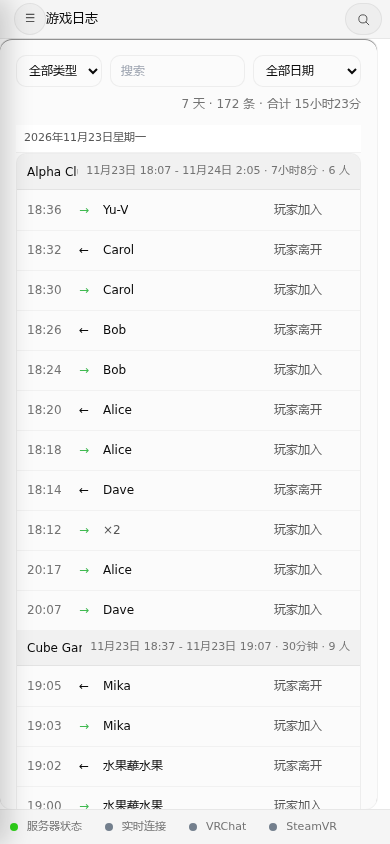 游戏日志
全部类型 搜索 全部日期
7 天 · 172 条 · 合计 15小时23分
2026年11月23日星期一
Alpha Cl 11月23日 18:07 - 11月24日 2:05 · 7小时8分 · 6 人
18:36 → Yu-V 玩家加入
18:32 ← Carol 玩家离开
18:30 → Carol 玩家加入
18:26 ← Bob 玩家离开
18:24 → Bob 玩家加入
18:20 ← Alice 玩家离开
18:18 → Alice 玩家加入
18:14 ← Dave 玩家离开
18:12 → ×2 玩家加入
20:17 → Alice 玩家加入
20:07 → Dave 玩家加入
Cube Gar 11月23日 18:37 - 11月23日 19:07 · 30分钟 · 9 人
19:05 ← Mika 玩家离开
19:03 → Mika 玩家加入
19:02 ← 水果蘸水果 玩家离开
19:00 → 水果蘸水果 玩家加入
服务器状态 实时连接 VRChat SteamVR